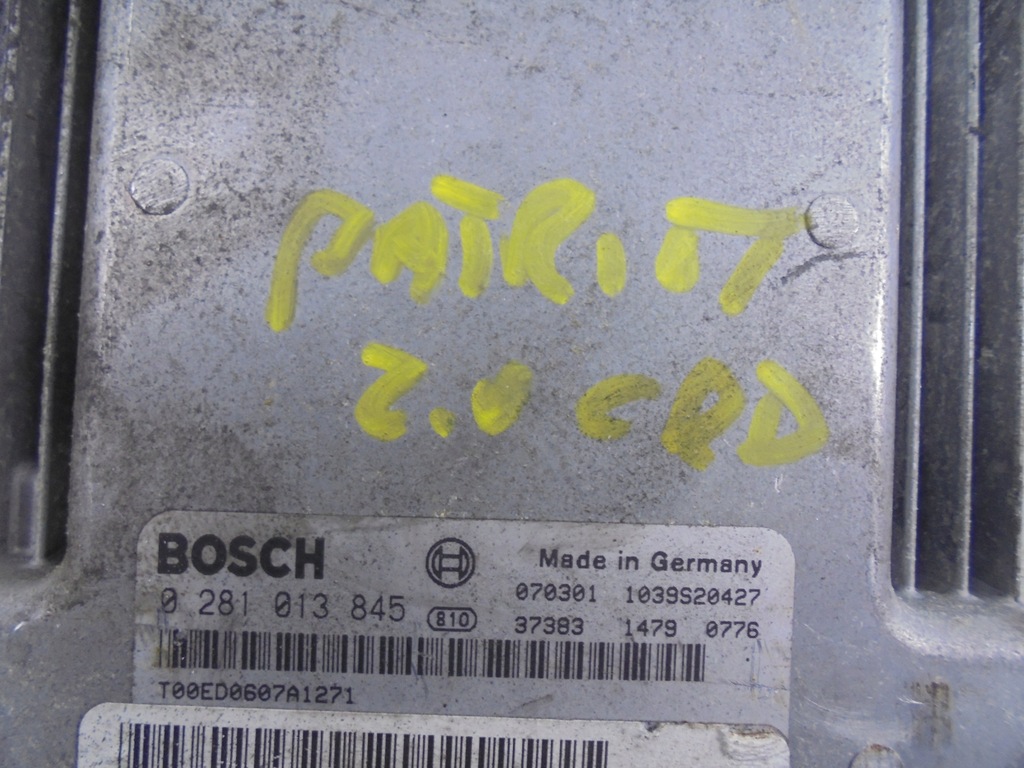 PATRIOT
2.0 CRD
BOSCH
Made in Germany
0 281 013 845
810
070301 1039S20427
37383 1479 0776
T00ED0607A1271